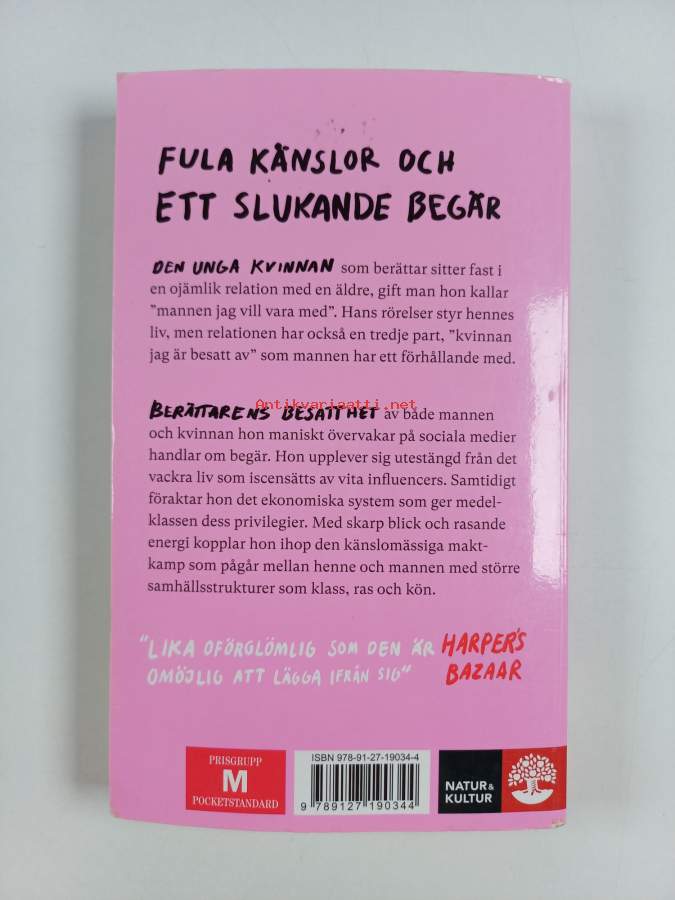 FULA KÄNSLOR OCH
ETT SLUKANDE BEGÄR
DEN UNGA KVINNAN som berättar sitter fast i
en ojämlik relation med en äldre, gift man hon kallar
”mannen jag vill vara med”. Hans rörelser styr hennes
liv, men relationen har också en tredje part, ”kvinnan
jag är besatt av” som mannen har ett förhållande med.
Antikvariaatti.net
BERÄTTARENS BESATTHET av både mannen
och kvinnan hon maniskt övervakar på sociala medier
handlar om begär. Hon upplever sig utestängd från det
vackra liv som iscensätts av vita influencers. Samtidigt
föraktar hon det ekonomiska system som ger medel-
klassen dess privilegier. Med skarp blick och rasande
energi kopplar hon ihop den känslomässiga makt-
kamp som pågår mellan henne och mannen med större
samhällsstrukturer som klass, ras och kön.
"LIKA OFÖRGLÖMLIG SOM DEN ÄR
OMÖJLIG ATT LÄGGA IFRÅN SIG"
HARPER'S
BAZAAR
PRISGRUPP
M
POCKETSTANDARD
ISBN 978-91-27-19034-4
9 789127 190344
NATUR &
KULTUR